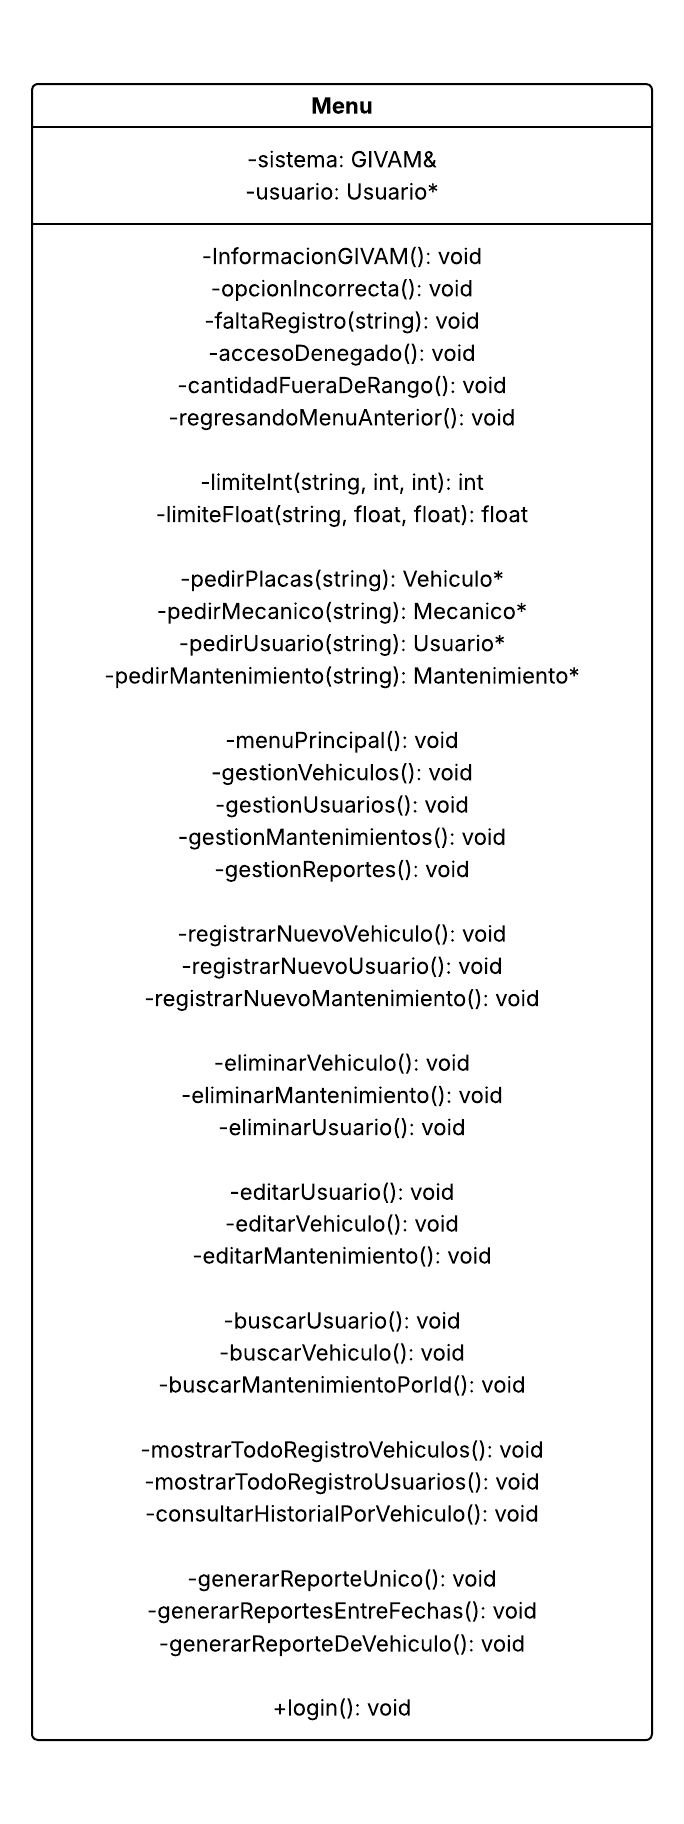 Menu
-sistema: GIVAM&
-usuario: Usuario*
-InformacionGIVAM(): void
-opcionIncorrecta(): void
-faltaRegistro(string): void
-accesoDenegado(): void
-cantidadFueraDeRango(): void
-regresandoMenuAnterior(): void
-limiteInt(string, int, int): int
-limiteFloat(string, float, float): float
-pedirPlacas(string): Vehiculo*
-pedirMecanico(string): Mecanico*
-pedirUsuario(string): Usuario*
-pedirMantenimiento(string): Mantenimiento*
-menuPrincipal(): void
-gestionVehiculos(): void
-gestionUsuarios(): void
-gestionMantenimientos(): void
-gestionReportes(): void
-registrarNuevoVehiculo(): void
-registrarNuevoUsuario(): void
-registrarNuevoMantenimiento(): void
-eliminarVehiculo(): void
-eliminarMantenimiento(): void
-eliminarUsuario(): void
-editarUsuario(): void
-editarVehiculo(): void
-editarMantenimiento(): void
-buscarUsuario(): void
-buscarVehiculo(): void
-buscarMantenimientoPorId(): void
-mostrarTodoRegistroVehiculos(): void
-mostrarTodoRegistroUsuarios(): void
-consultarHistorialPorVehiculo(): void
-generarReporteUnico(): void
-generarReportesEntreFechas(): void
-generarReporteDeVehiculo(): void
+login(): void